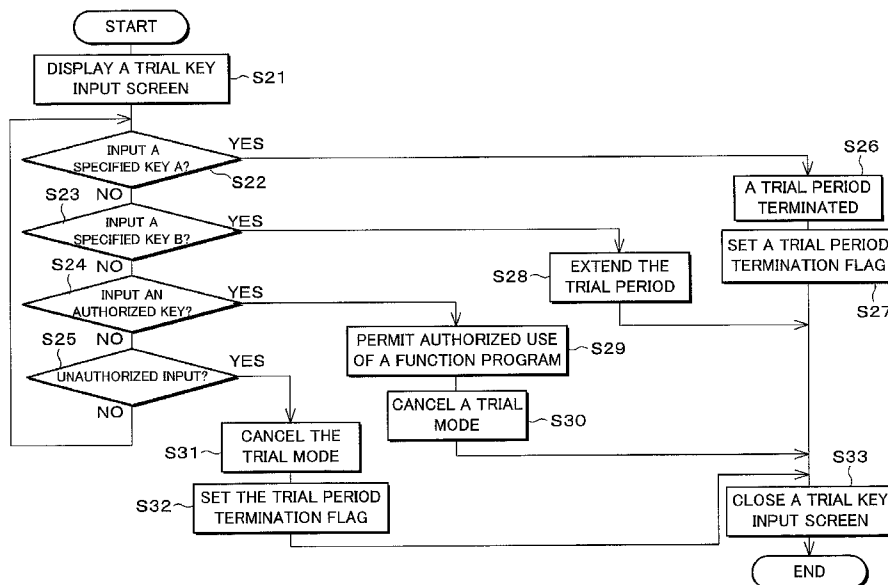 START
DISPLAY A TRIAL KEY
INPUT SCREEN
S21
INPUT A
SPECIFIED KEY A?
YES
S22
NO
S26
A TRIAL PERIOD
TERMINATED
S23
INPUT A
SPECIFIED KEY B?
YES
NO
SET A TRIAL PERIOD
TERMINATION FLAG
S27
S28
EXTEND THE
TRIAL PERIOD
S24
INPUT AN
AUTHORIZED KEY?
YES
NO
PERMIT AUTHORIZED USE
OF A FUNCTION PROGRAM
S29
S25
UNAUTHORIZED INPUT?
YES
NO
CANCEL A TRIAL
MODE
S30
S31
CANCEL THE
TRIAL MODE
S32
SET THE TRIAL PERIOD
TERMINATION FLAG
S33
CLOSE A TRIAL KEY
INPUT SCREEN
END